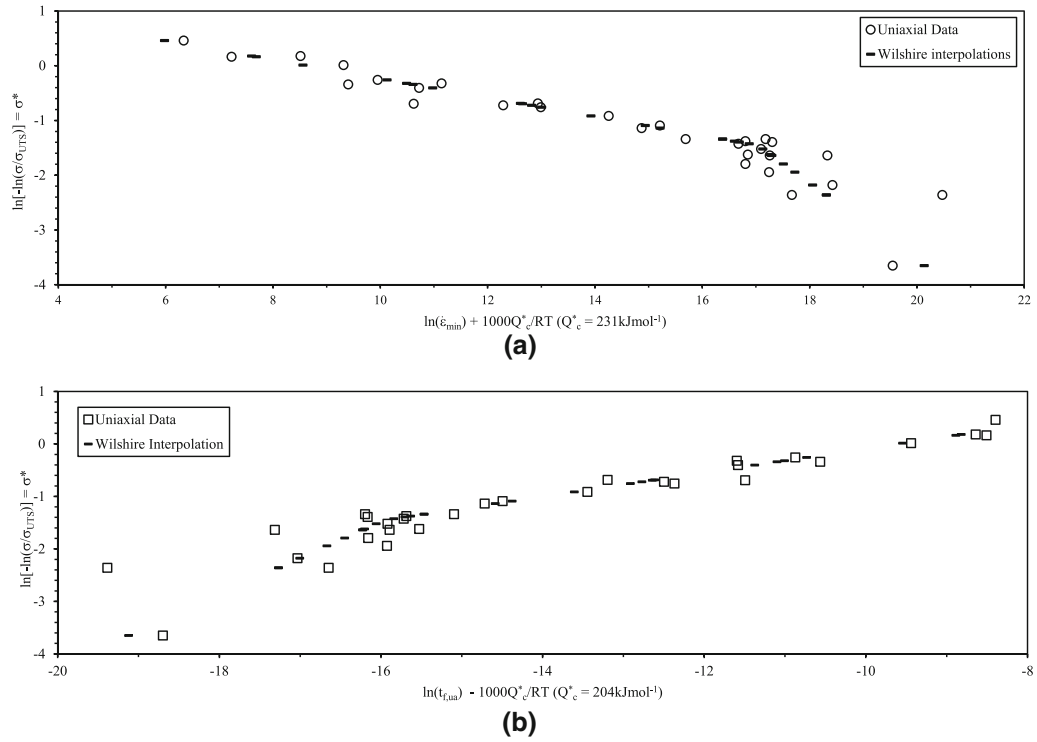 1
0
-1
-2
-3
-4
ln[-ln(σ/σUTS)] = σ*
Uniaxial Data
Wilshire interpolations
4 6 8 10 12 14 16 18 20 22
ln(ε̇min) + 1000Q*c/RT (Q*c = 231kJmol-1)
(a)
1
0
-1
-2
-3
-4
ln[-ln(σ/σUTS)] = σ*
Uniaxial Data
Wilshire Interpolation
-20 -18 -16 -14 -12 -10 -8
ln(tf,ua) - 1000Q*c/RT (Q*c = 204kJmol-1)
(b)